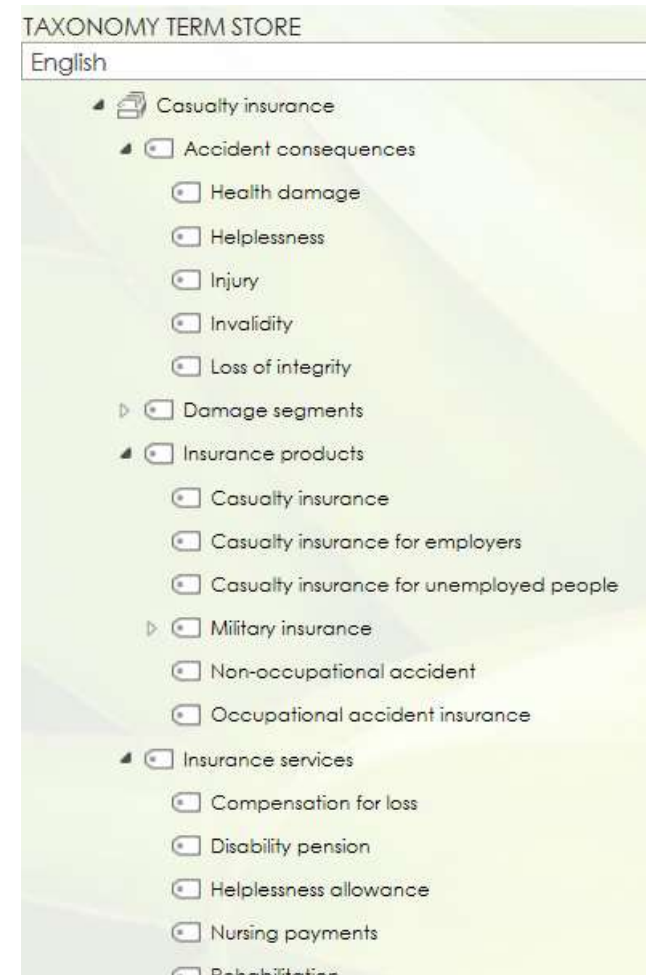 TAXONOMY TERM STORE
English
Casualty insurance
Accident consequences
Health damage
Helplessness
Injury
Invalidity
Loss of integrity
Damage segments
Insurance products
Casualty insurance
Casualty insurance for employers
Casualty insurance for unemployed people
Military insurance
Non-occupational accident
Occupational accident insurance
Insurance services
Compensation for loss
Disability pension
Helplessness allowance
Nursing payments
Rehabilitation